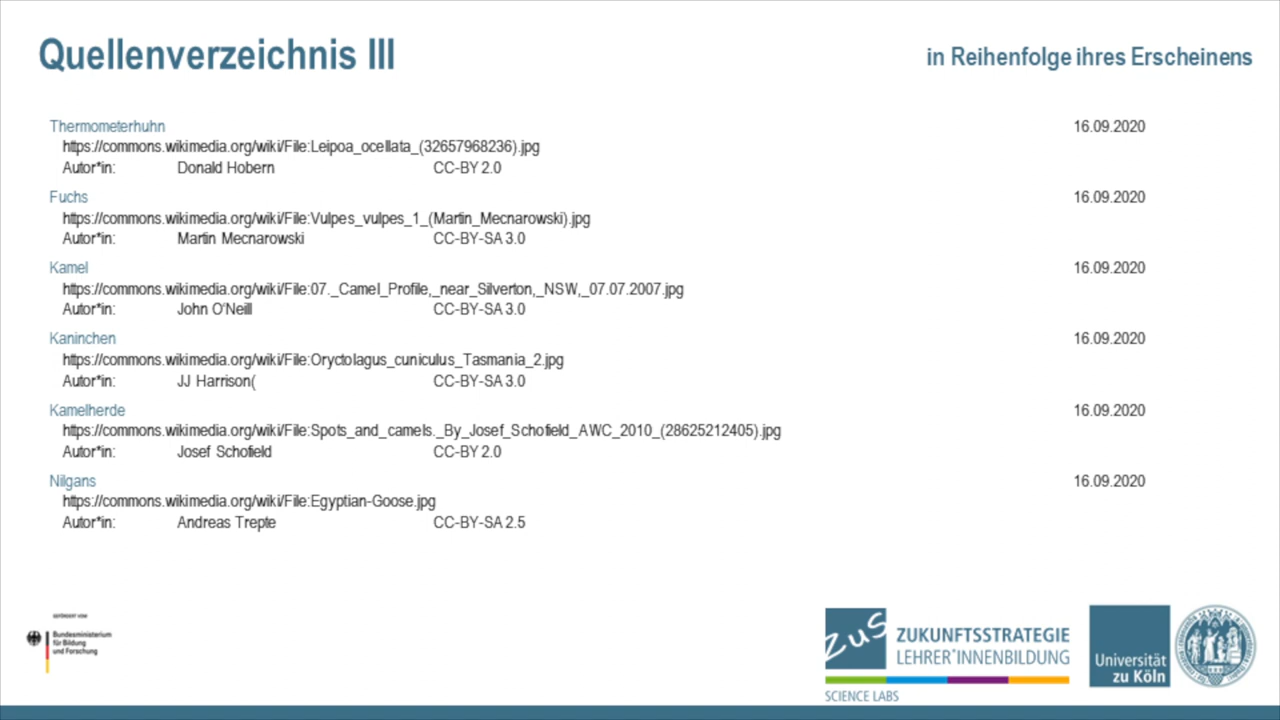 Quellenverzeichnis III
in Reihenfolge ihres Erscheinens
Thermometerhuhn 16.09.2020
https://commons.wikimedia.org/wiki/File:Leipoa_ocellata_(32657968236).jpg
Autor*in: Donald Hobern CC-BY 2.0
Fuchs 16.09.2020
https://commons.wikimedia.org/wiki/File:Vulpes_vulpes_1_(Martin_Mecnarowski).jpg
Autor*in: Martin Mecnarowski CC-BY-SA 3.0
Kamel 16.09.2020
https://commons.wikimedia.org/wiki/File:07._Camel_Profile,_near_Silverton,_NSW,_07.07.2007.jpg
Autor*in: John O'Neill CC-BY-SA 3.0
Kaninchen 16.09.2020
https://commons.wikimedia.org/wiki/File:Oryctolagus_cuniculus_Tasmania_2.jpg
Autor*in: JJ Harrison( CC-BY-SA 3.0
Kamelherde 16.09.2020
https://commons.wikimedia.org/wiki/File:Spots_and_camels._By_Josef_Schofield_AWC_2010_(28625212405).jpg
Autor*in: Josef Schofield CC-BY 2.0
Nilgans 16.09.2020
https://commons.wikimedia.org/wiki/File:Egyptian-Goose.jpg
Autor*in: Andreas Trepte CC-BY-SA 2.5
GEFÖRDERT VOM
Bundesministerium
für Bildung
und Forschung
ZuS
ZUKUNFTSSTRATEGIE
LEHRER*INNENBILDUNG
SCIENCE LABS
Universität
zu Köln